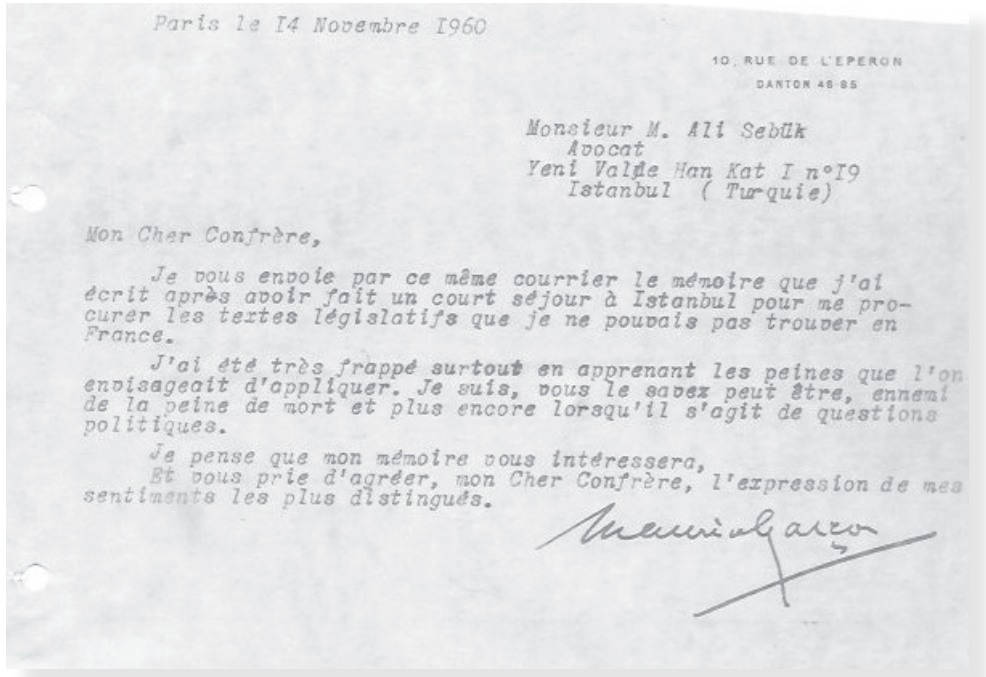 Paris le I4 Novembre I960
10, RUE DE L'EPERON
DANTON 46-85
Monsieur M. Ali Sebük
Avocat
Yeni Valde Han Kat I n°I9
Istanbul ( Turquie)
Mon Cher Confrère,
Je vous envoie par ce même courrier le mémoire que j'ai
écrit après avoir fait un court séjour à Istanbul pour me pro-
curer les textes législatifs que je ne pouvais pas trouver en
France.
J'ai été très frappé surtout en apprenant les peines que l'on
envisageait d'appliquer. Je suis, vous le savez peut être, ennemi
de la peine de mort et plus encore lorsqu'il s'agit de questions
politiques.
Je pense que mon mémoire vous intéressera,
Et vous prie d'agréer, mon Cher Confrère, l'expression de mes
sentiments les plus distingués.
Maurice Garçon